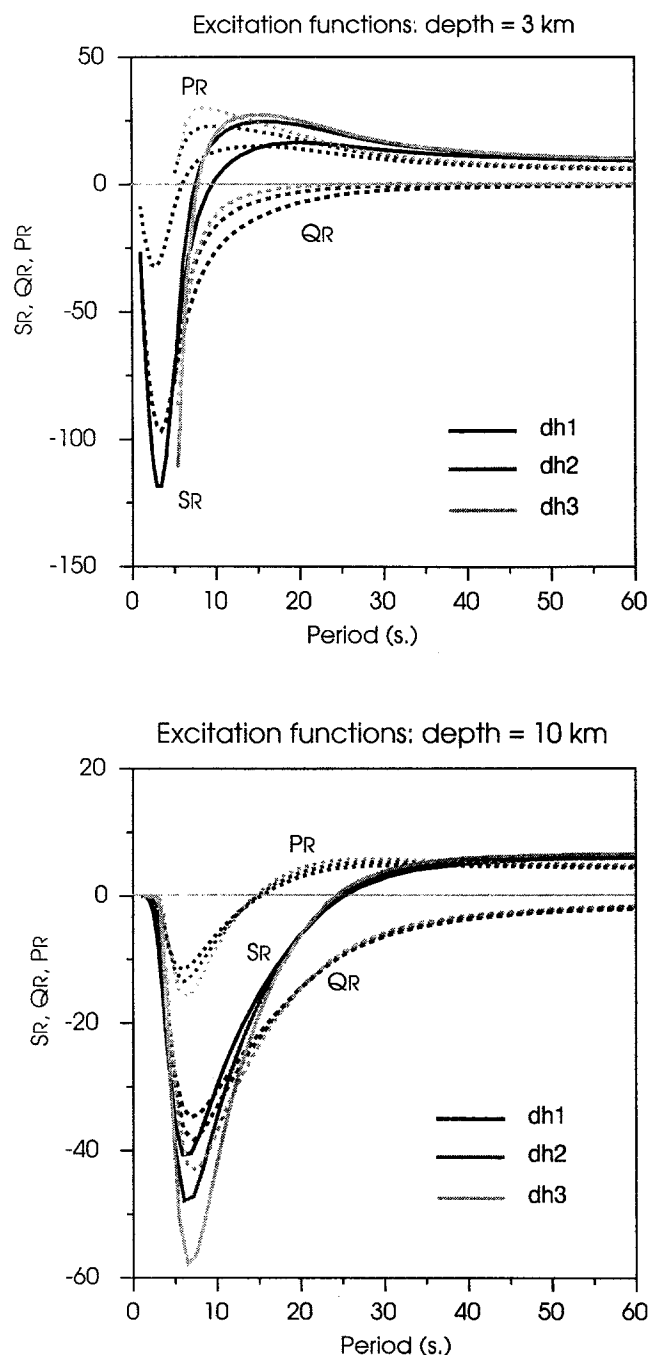 Excitation functions: depth = 3 km
50
0
-50
-100
-150
SR, QR, PR
PR
QR
SR
dh1
dh2
dh3
0 10 20 30 40 50 60
Period (s.)
Excitation functions: depth = 10 km
20
0
-20
-40
-60
SR, QR, PR
PR
SR
QR
dh1
dh2
dh3
0 10 20 30 40 50 60
Period (s.)